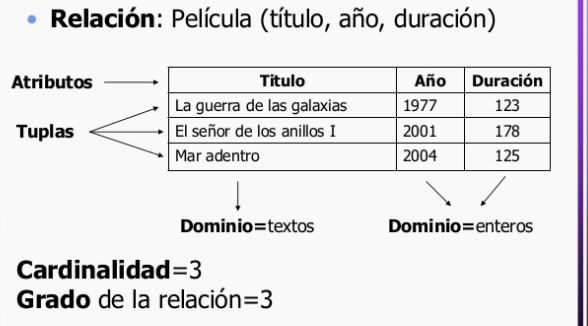 • Relación: Película (título, año, duración)
Atributos
Titulo Año Duración
Tuplas
La guerra de las galaxias 1977 123
El señor de los anillos I 2001 178
Mar adentro 2004 125
Dominio=textos Dominio=enteros
Cardinalidad=3
Grado de la relación=3